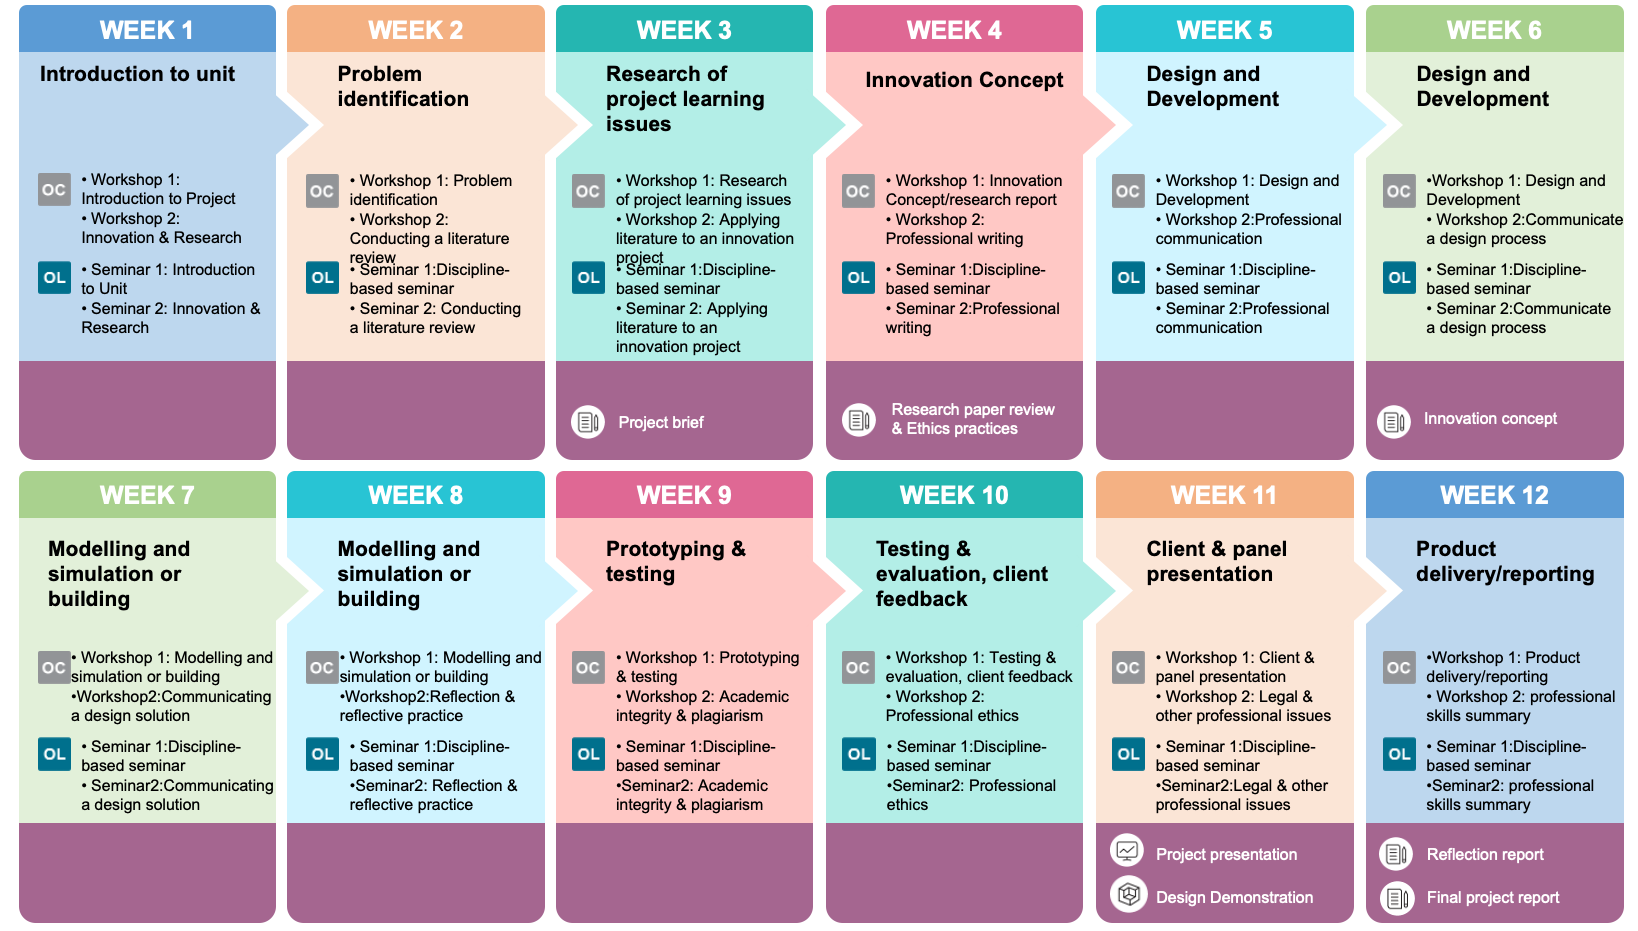 WEEK 1
Introduction to unit
OC
• Workshop 1:
Introduction to Project
• Workshop 2:
Innovation & Research
OL
• Seminar 1: Introduction
to Unit
• Seminar 2: Innovation &
Research
WEEK 2
Problem
identification
OC
• Workshop 1: Problem
identification
• Workshop 2:
Conducting a literature
review
OL
• Seminar 1:Discipline-
based seminar
• Seminar 2: Conducting
a literature review
WEEK 3
Research of
project learning
issues
OC
• Workshop 1: Research
of project learning issues
• Workshop 2: Applying
literature to an innovation
project
OL
• Seminar 1:Discipline-
based seminar
• Seminar 2: Applying
literature to an
innovation project
Project brief
WEEK 4
Innovation Concept
OC
• Workshop 1: Innovation
Concept/research report
• Workshop 2:
Professional writing
OL
• Seminar 1:Discipline-
based seminar
• Seminar 2:Professional
writing
Research paper review
& Ethics practices
WEEK 5
Design and
Development
OC
• Workshop 1: Design and
Development
• Workshop 2:Professional
communication
OL
• Seminar 1:Discipline-
based seminar
• Seminar 2:Professional
communication
WEEK 6
Design and
Development
OC
•Workshop 1: Design and
Development
• Workshop 2:Communicate
a design process
OL
• Seminar 1:Discipline-
based seminar
• Seminar 2:Communicate
a design process
Innovation concept
WEEK 7
Modelling and
simulation or
building
OC
• Workshop 1: Modelling and
simulation or building
•Workshop2:Communicating
a design solution
OL
• Seminar 1:Discipline-
based seminar
• Seminar2:Communicating
a design solution
WEEK 8
Modelling and
simulation or
building
OC
• Workshop 1: Modelling and
simulation or building
•Workshop2:Reflection &
reflective practice
OL
• Seminar 1:Discipline-
based seminar
•Seminar2: Reflection &
reflective practice
WEEK 9
Prototyping &
testing
OC
• Workshop 1: Prototyping
& testing
• Workshop 2: Academic
integrity & plagiarism
OL
• Seminar 1:Discipline-
based seminar
•Seminar2: Academic
integrity & plagiarism
WEEK 10
Testing &
evaluation, client
feedback
OC
• Workshop 1: Testing &
evaluation, client feedback
• Workshop 2:
Professional ethics
OL
• Seminar 1:Discipline-
based seminar
•Seminar2: Professional
ethics
WEEK 11
Client & panel
presentation
OC
• Workshop 1: Client &
panel presentation
• Workshop 2: Legal &
other professional issues
OL
• Seminar 1:Discipline-
based seminar
•Seminar2:Legal & other
professional issues
Project presentation
Design Demonstration
WEEK 12
Product
delivery/reporting
OC
•Workshop 1: Product
delivery/reporting
• Workshop 2: professional
skills summary
OL
• Seminar 1:Discipline-
based seminar
•Seminar2: professional
skills summary
Reflection report
Final project report